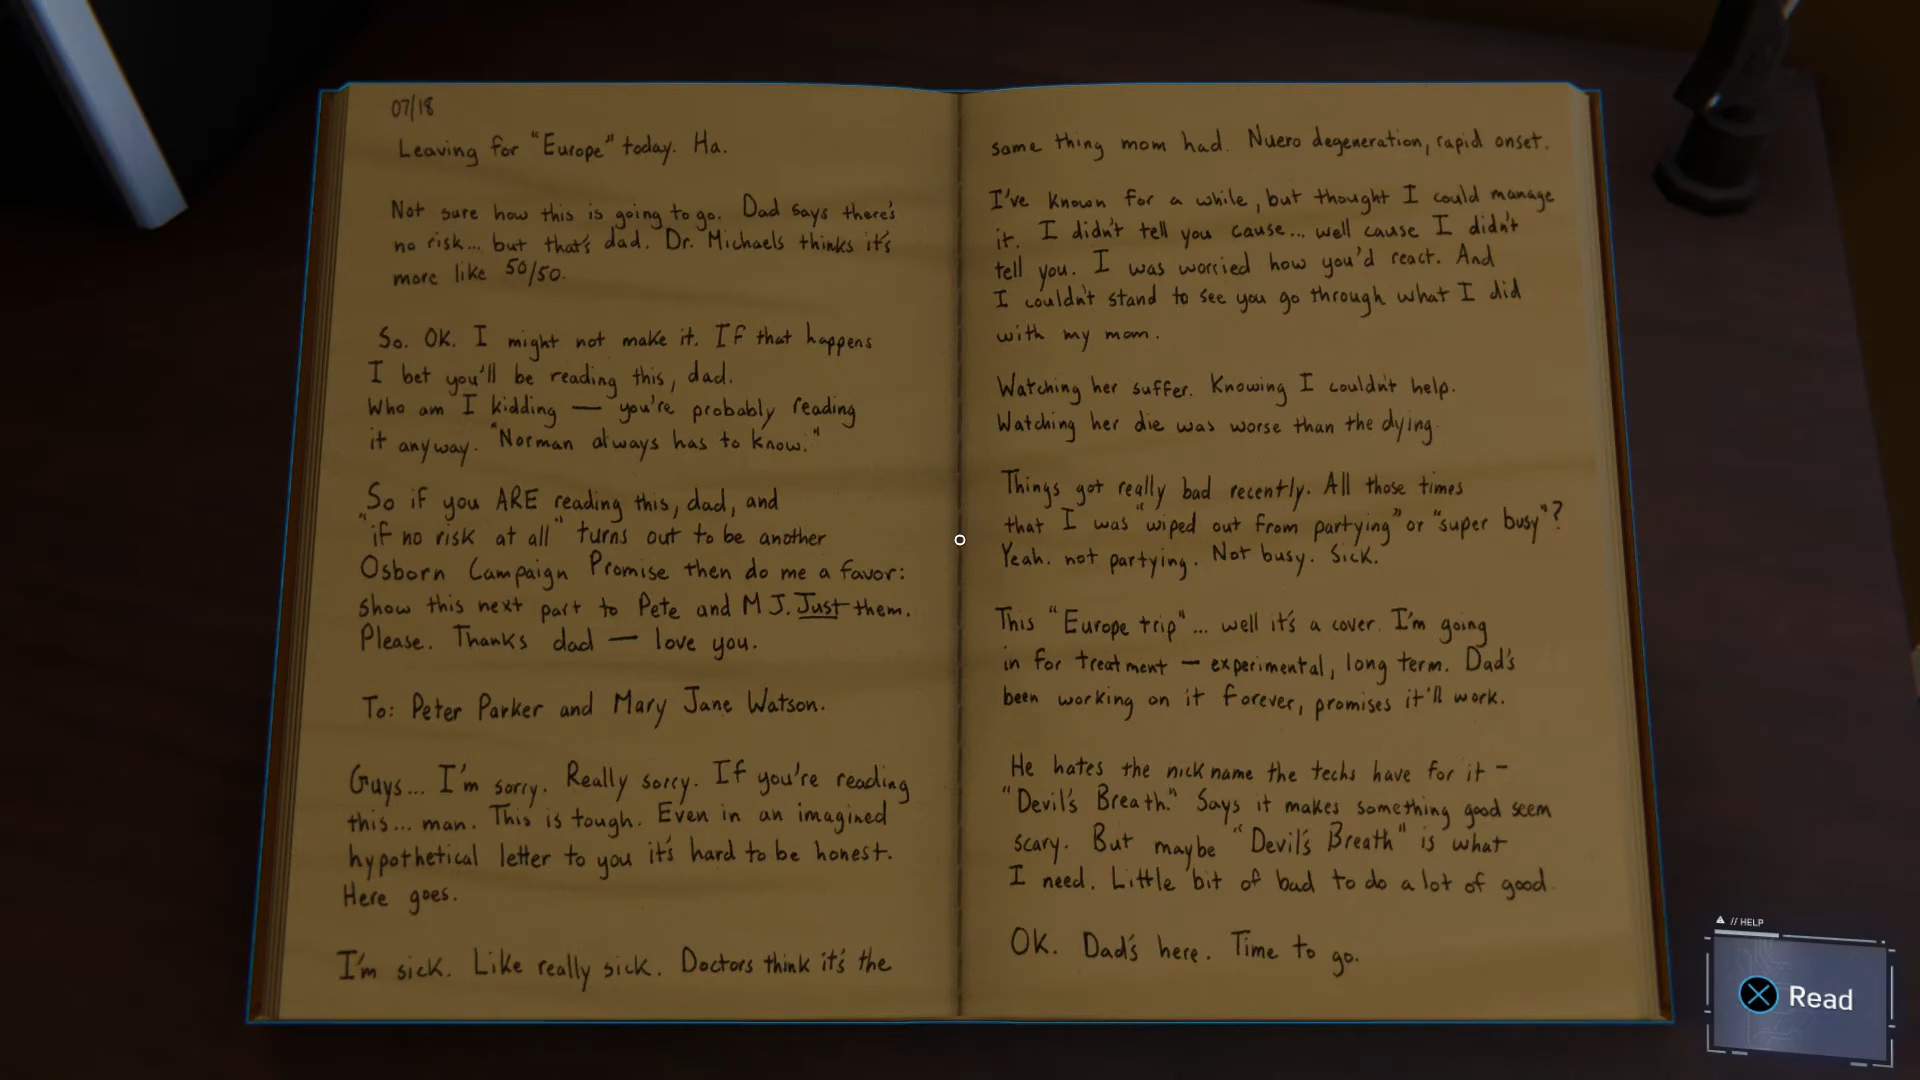 07/18
Leaving for "Europe" today. Ha.
Not sure how this is going to go. Dad says there's
no risk... but that's dad. Dr. Michaels thinks it's
more like 50/50.
So. OK. I might not make it. If that happens
I bet you'll be reading this, dad.
Who am I kidding — you're probably reading
it anyway. "Norman always has to know."
So if you ARE reading this, dad, and
"if no risk at all" turns out to be another
Osborn Campaign Promise then do me a favor:
show this next part to Pete and MJ. Just them.
Please. Thanks dad — love you.
To: Peter Parker and Mary Jane Watson.
Guys... I'm sorry. Really sorry. If you're reading
this... man. This is tough. Even in an imagined
hypothetical letter to you it's hard to be honest.
Here goes.
I'm sick. Like really sick. Doctors think it's the
same thing mom had. Nuero degeneration, rapid onset.
I've known for a while, but thought I could manage
it. I didn't tell you cause... well cause I didn't
tell you. I was worried how you'd react. And
I couldn't stand to see you go through what I did
with my mom.
Watching her suffer. Knowing I couldn't help.
Watching her die was worse than the dying.
Things got really bad recently. All those times
that I was "wiped out from partying" or "super busy"?
Yeah. not partying. Not busy. Sick.
This "Europe trip"... well it's a cover. I'm going
in for treatment — experimental, long term. Dad's
been working on it forever, promises it'll work.
He hates the nickname the techs have for it -
"Devil's Breath." Says it makes something good seem
scary. But maybe "Devil's Breath" is what
I need. Little bit of bad to do a lot of good.
OK. Dad's here. Time to go.
// HELP
Read